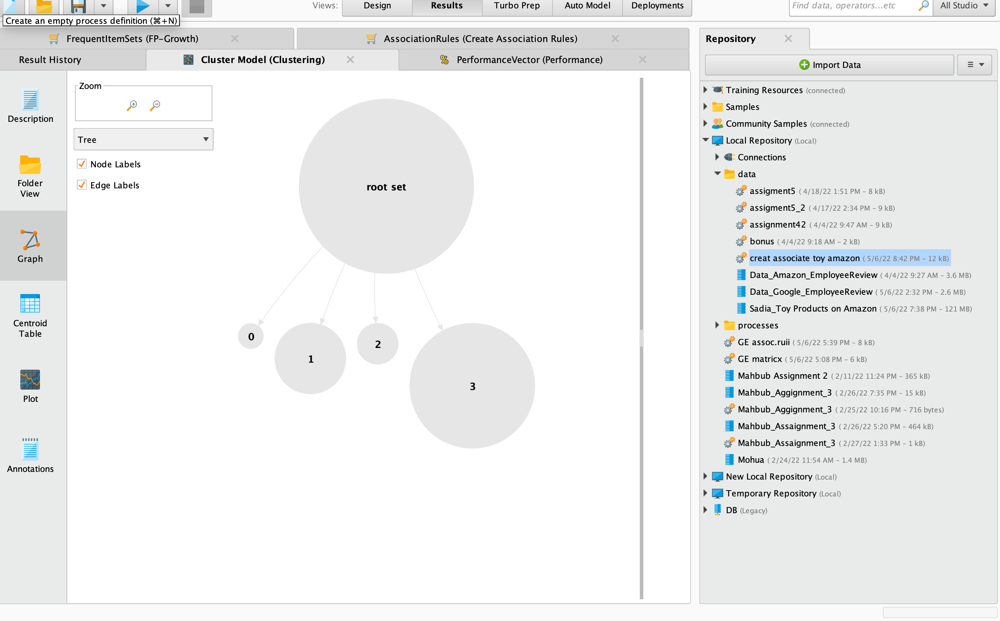 Views: Design Results Turbo Prep Auto Model Deployments Find data, operators...etc All Studio
Create an empty process definition (⌘+N)
FrequentItemSets (FP-Growth) AssociationRules (Create Association Rules)
Result History Cluster Model (Clustering) PerformanceVector (Performance)
Description
Folder
View
Graph
Centroid
Table
Plot
Annotations
Zoom
Tree
Node Labels
Edge Labels
root set
0
1
2
3
Repository
Import Data
Training Resources (connected)
Samples
Community Samples (connected)
Local Repository (Local)
Connections
data
assigment5 ( 4/18/22 1:51 PM – 8 kB)
assigment5_2 ( 4/17/22 2:34 PM – 9 kB)
assignment42 ( 4/4/22 9:47 AM – 9 kB)
bonus ( 4/4/22 9:18 AM – 2 kB)
creat associate toy amazon ( 5/6/22 8:42 PM – 12 kB)
Data_Amazon_EmployeeReview ( 4/4/22 9:27 AM – 3.6 MB)
Data_Google_EmployeeReview ( 5/6/22 2:32 PM – 2.6 MB)
Sadia_Toy Products on Amazon ( 5/6/22 7:38 PM – 121 MB)
processes
GE assoc.ruii ( 5/6/22 5:39 PM – 8 kB)
GE matricx ( 5/6/22 5:08 PM – 6 kB)
Mahbub Assignment 2 ( 2/11/22 11:24 PM – 365 kB)
Mahbub_Aggignment_3 ( 2/26/22 7:35 PM – 15 kB)
Mahbub_Aggignment_3 ( 2/25/22 10:16 PM – 716 bytes)
Mahbub_Assaignment_3 ( 2/26/22 5:20 PM – 464 kB)
Mahbub_Assaignment_3 ( 2/27/22 1:33 PM – 1 kB)
Mohua ( 2/24/22 11:54 AM – 1.4 MB)
New Local Repository (Local)
Temporary Repository (Local)
DB (Legacy)